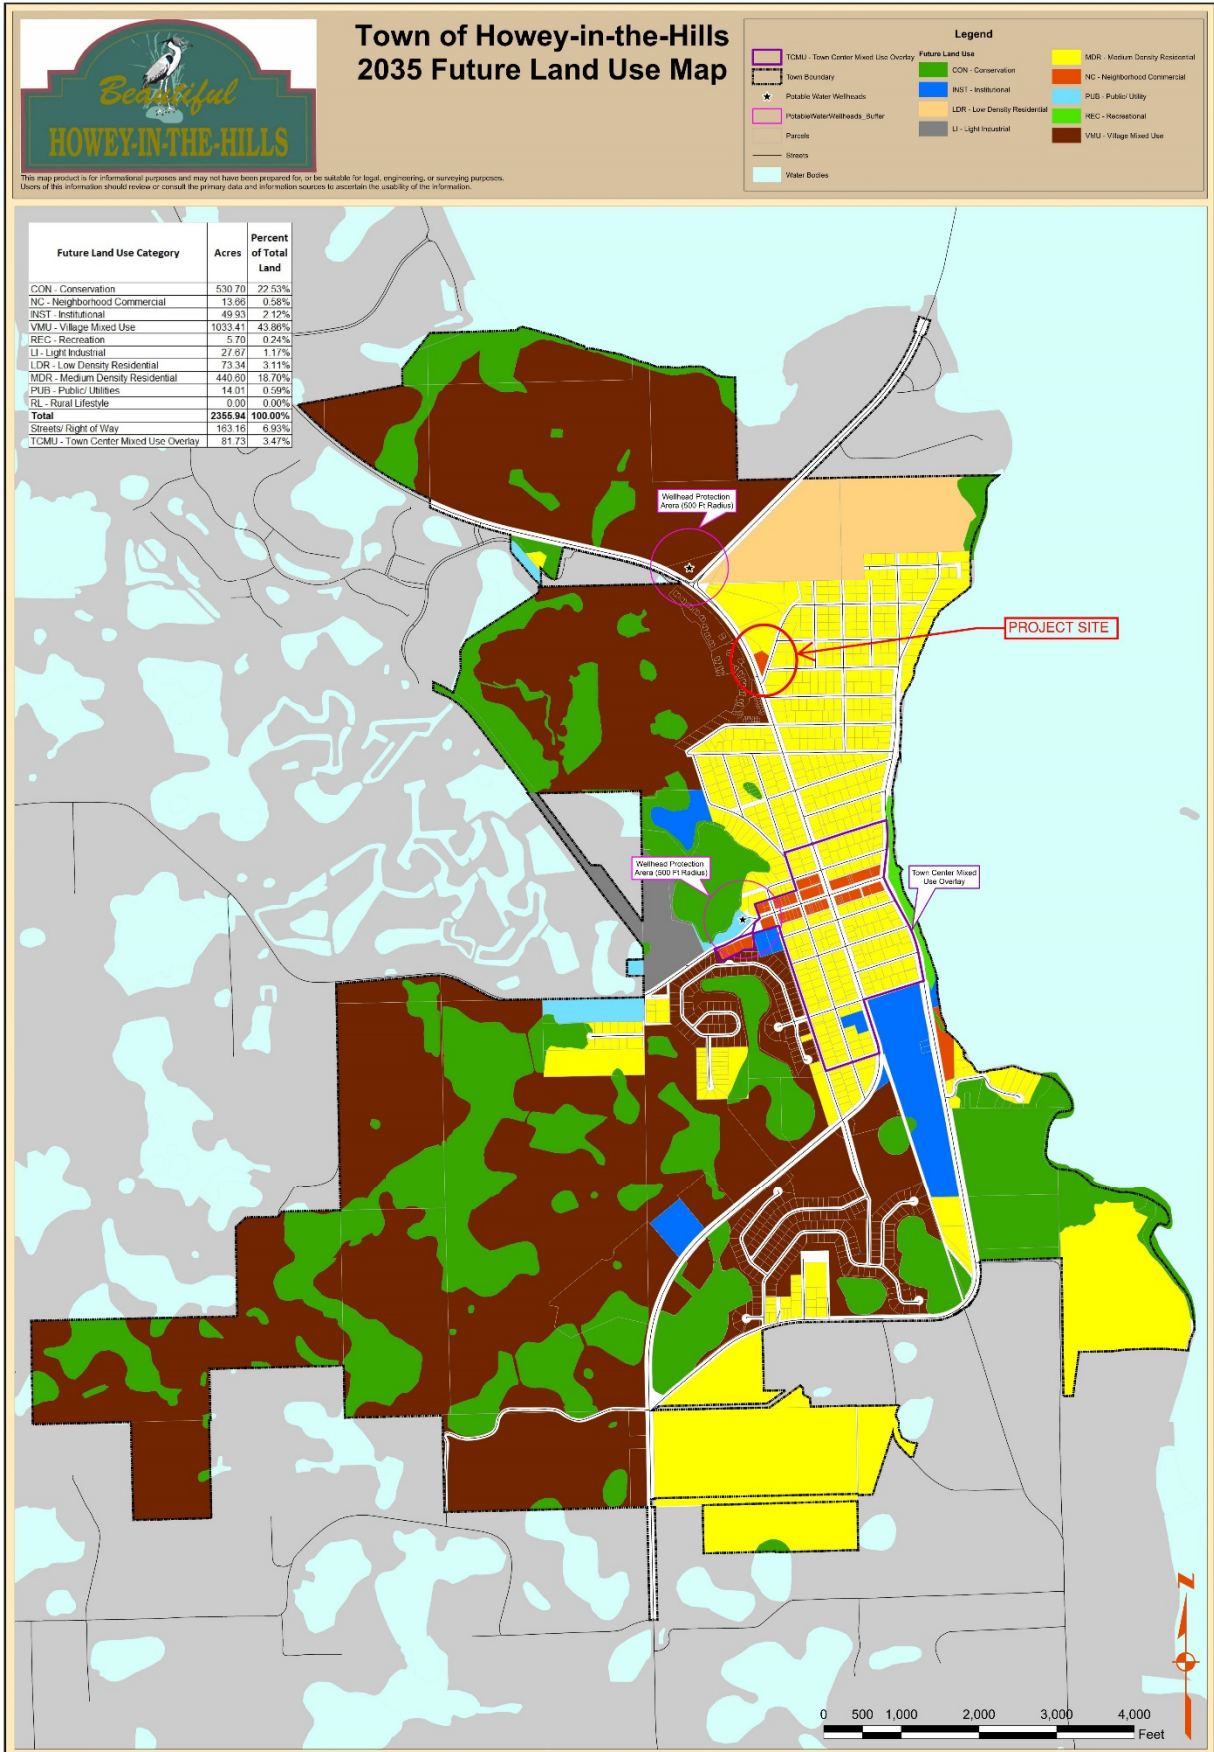 Beautiful
HOWEY-IN-THE-HILLS
Town of Howey-in-the-Hills
2035 Future Land Use Map
This map product is for informational purposes and may not have been prepared for, or be suitable for legal, engineering, or surveying purposes.
Users of this information should review or consult the primary data and information sources to ascertain the usability of the information.
Legend
TCMU - Town Center Mixed Use Overlay
Town Boundary
Potable Water Wellheads
PotableWaterWellheads_Buffer
Parcels
Streets
Water Bodies
Future Land Use
CON - Conservation
INST - Institutional
LDR - Low Density Residential
LI - Light Industrial
MDR - Medium Density Residential
NC - Neighborhood Commercial
PUB - Public/ Utility
REC - Recreational
VMU - Village Mixed Use
Future Land Use Category Acres Percent of Total Land
CON - Conservation 530.70 22.53%
NC - Neighborhood Commercial 13.66 0.58%
INST - Institutional 49.93 2.12%
VMU - Village Mixed Use 1033.41 43.86%
REC - Recreation 5.70 0.24%
LI - Light Industrial 27.67 1.17%
LDR - Low Density Residential 73.34 3.11%
MDR - Medium Density Residential 440.60 18.70%
PUB - Public/ Utilities 14.01 0.59%
RL - Rural Lifestyle 0.00 0.00%
Total 2355.94 100.00%
Streets/ Right of Way 163.16 6.93%
TCMU - Town Center Mixed Use Overlay 81.73 3.47%
Wellhead Protection
Arera (500 Ft Radius)
PROJECT SITE
Wellhead Protection
Arera (500 Ft Radius)
Town Center Mixed
Use Overlay
N
0 500 1,000 2,000 3,000 4,000
Feet